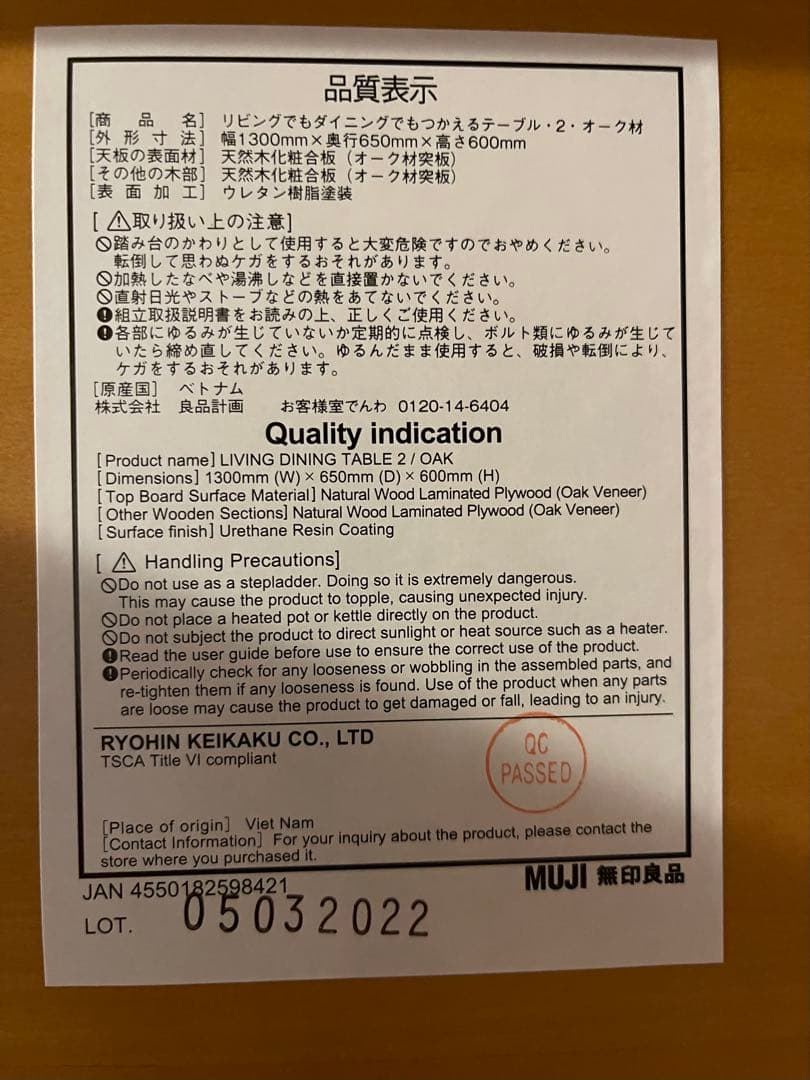 品質表示
[商品名] リビングでもダイニングでもつかえるテーブル・2・オーク材
[外形寸法] 幅1300mm×奥行650mm×高さ600mm
[天板の表面材] 天然木化粧合板（オーク材突板）
[その他の木部] 天然木化粧合板（オーク材突板）
[表面加工] ウレタン樹脂塗装
[⚠取り扱い上の注意]
🚫踏み台のかわりとして使用すると大変危険ですのでおやめください。
転倒して思わぬケガをするおそれがあります。
🚫加熱したなべや湯沸しなどを直接置かないでください。
🚫直射日光やストーブなどの熱をあてないでください。
❗組立取扱説明書をお読みの上、正しくご使用ください。
❗各部にゆるみが生じていないか定期的に点検し、ボルト類にゆるみが生じて
いたら締め直してください。ゆるんだまま使用すると、破損や転倒により、
ケガをするおそれがあります。
[原産国] ベトナム
株式会社 良品計画 お客様室でんわ 0120-14-6404
Quality indication
[Product name] LIVING DINING TABLE 2 / OAK
[Dimensions] 1300mm (W) × 650mm (D) × 600mm (H)
[Top Board Surface Material] Natural Wood Laminated Plywood (Oak Veneer)
[Other Wooden Sections] Natural Wood Laminated Plywood (Oak Veneer)
[Surface finish] Urethane Resin Coating
[⚠ Handling Precautions]
🚫Do not use as a stepladder. Doing so it is extremely dangerous.
This may cause the product to topple, causing unexpected injury.
🚫Do not place a heated pot or kettle directly on the product.
🚫Do not subject the product to direct sunlight or heat source such as a heater.
❗Read the user guide before use to ensure the correct use of the product.
❗Periodically check for any looseness or wobbling in the assembled parts, and
re-tighten them if any looseness is found. Use of the product when any parts
are loose may cause the product to get damaged or fall, leading to an injury.
RYOHIN KEIKAKU CO., LTD
TSCA Title VI compliant
QC
PASSED
[Place of origin] Viet Nam
[Contact Information] For your inquiry about the product, please contact the
store where you purchased it.
MUJI 無印良品
JAN 4550182598421
LOT. 05032022